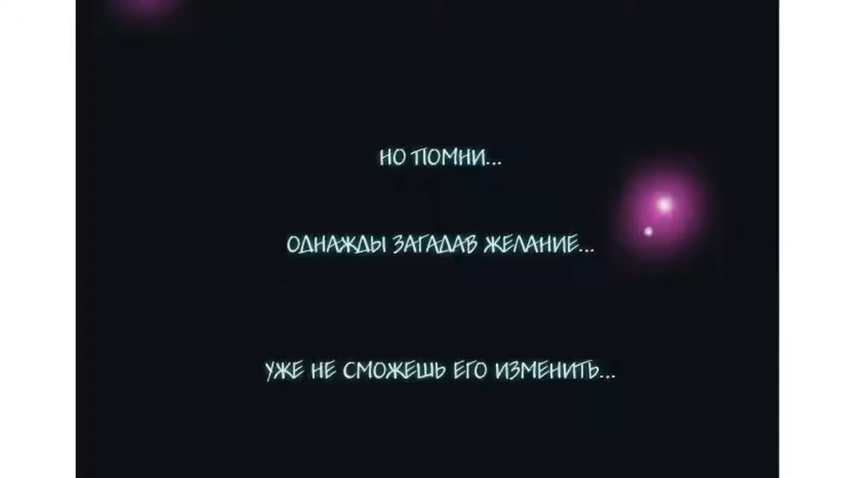 НО ПОМНИ...
ОДНАЖДЫ ЗАГАДАВ ЖЕЛАНИЕ...
УЖЕ НЕ СМОЖЕШЬ ЕГО ИЗМЕНИТЬ...